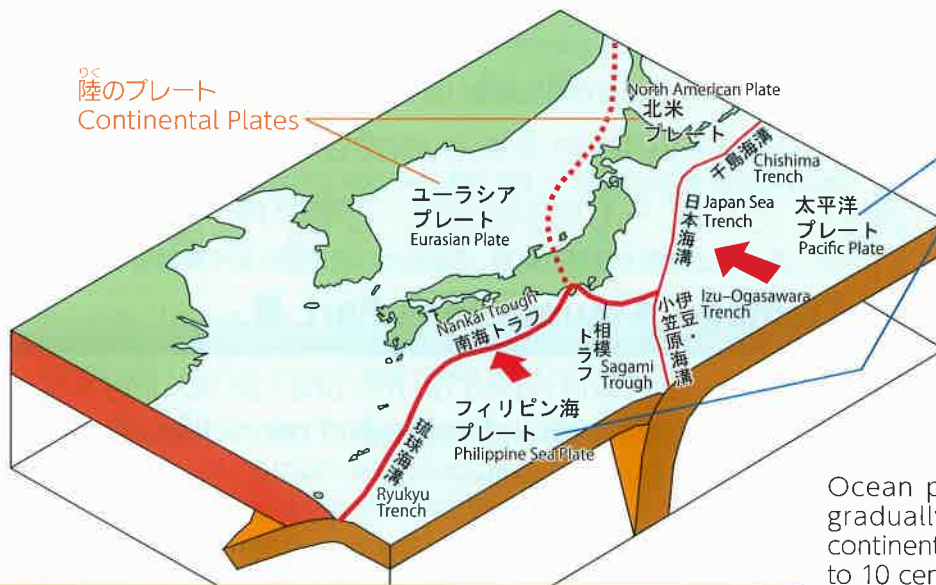 りく
陸のプレート
Continental Plates
North American Plate
北米
プレート
千島海溝
Chishima
Trench
ユーラシア
プレート
Eurasian Plate
日本海溝
Japan Sea
Trench
太平洋
プレート
Pacific Plate
伊豆・
小笠原海溝
Izu-Ogasawara
Trench
Nankai Trough
南海トラフ
相模
トラフ
Sagami
Trough
フィリピン海
プレート
Philippine Sea Plate
琉球海溝
Ryukyu
Trench
Ocean p
gradually
continent
to 10 cen